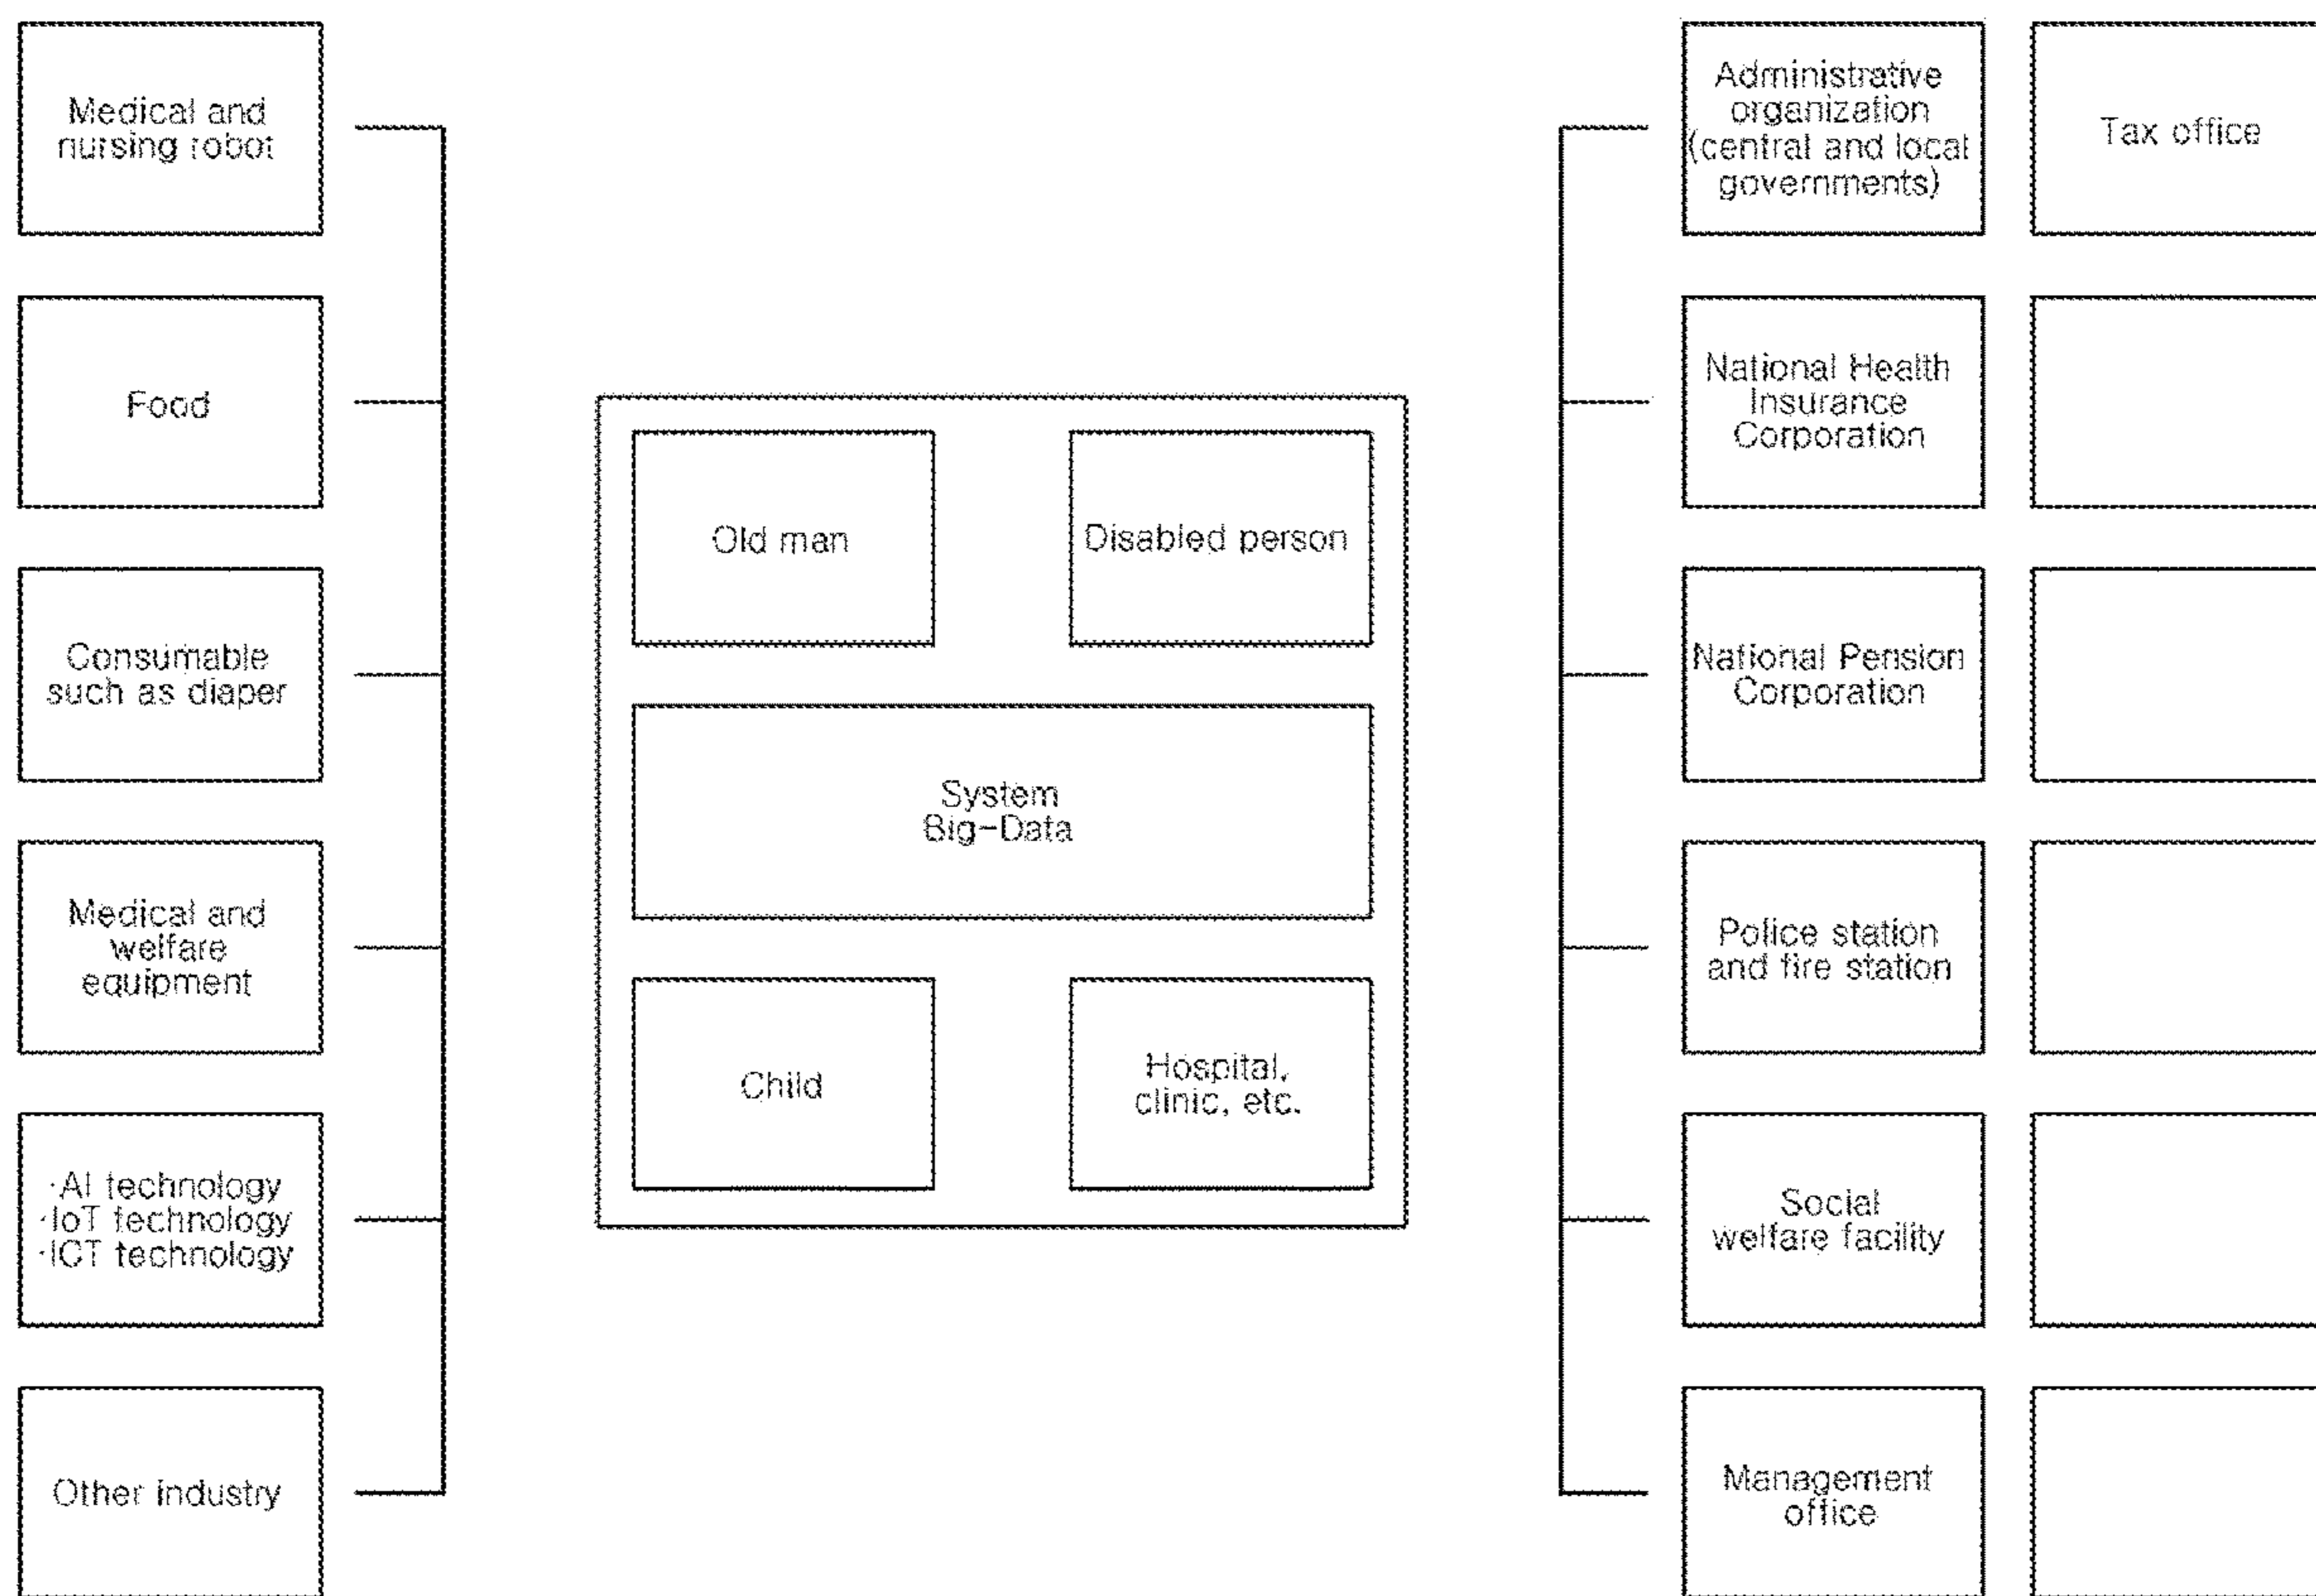 Medical and
nursing robot
Food
Consumable
such as diaper
Medical and
welfare
equipment
·AI technology
·IoT technology
·ICT technology
Other industry
Old man
Disabled person
System
Big-Data
Child
Hospital,
clinic, etc.
Administrative
organization
(central and local
governments)
Tax office
National Health
Insurance
Corporation
National Pension
Corporation
Police station
and fire station
Social
welfare facility
Management
office